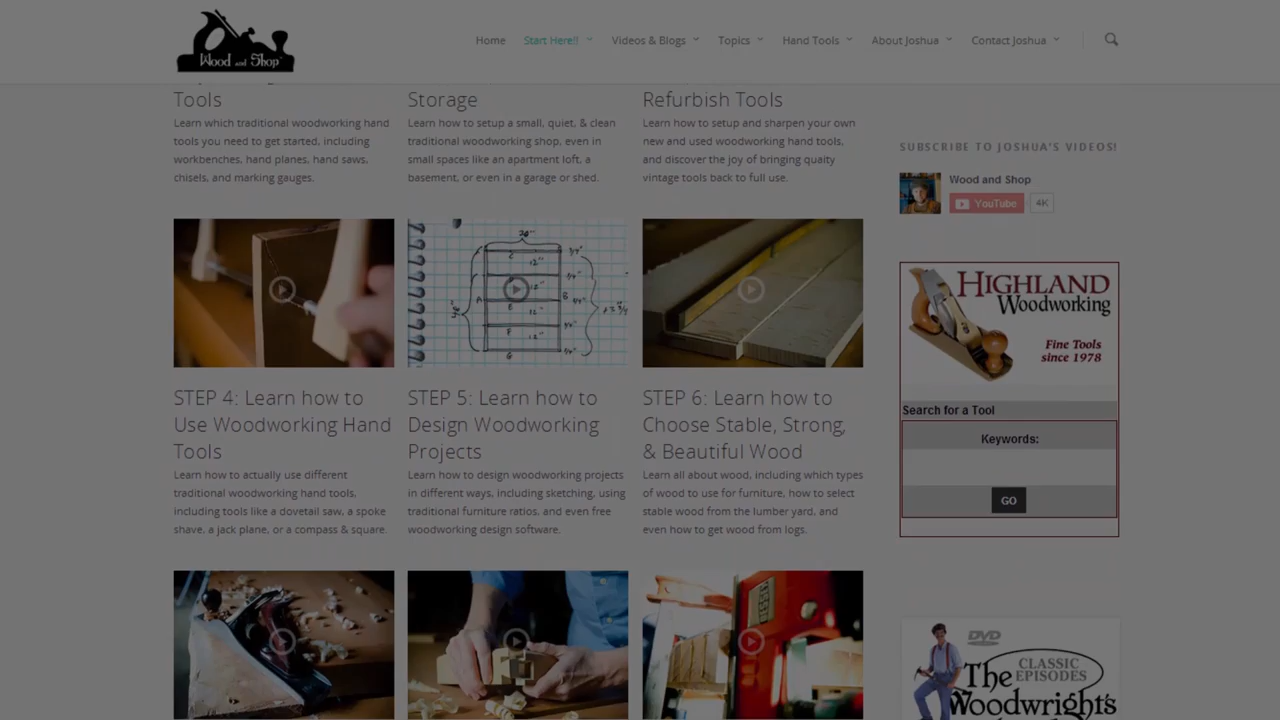 Wood and Shop
Home Start Here!! Videos & Blogs Topics Hand Tools About Joshua Contact Joshua
Tools
Learn which traditional woodworking hand
tools you need to get started, including
workbenches, hand planes, hand saws,
chisels, and marking gauges.
Storage
Learn how to setup a small, quiet, & clean
traditional woodworking shop, even in
small spaces like an apartment loft, a
basement, or even in a garage or shed.
Refurbish Tools
Learn how to setup and sharpen your own
new and used woodworking hand tools,
and discover the joy of bringing quaity
vintage tools back to full use.
20"
C
3/4"
12"
A
B
E
F
12"
G
STEP 4: Learn how to
Use Woodworking Hand
Tools
Learn how to actually use different
traditional woodworking hand tools,
including tools like a dovetail saw, a spoke
shave, a jack plane, or a compass & square.
STEP 5: Learn how to
Design Woodworking
Projects
Learn how to design woodworking projects
in different ways, including sketching, using
traditional furniture ratios, and even free
woodworking design software.
STEP 6: Learn how to
Choose Stable, Strong,
& Beautiful Wood
Learn all about wood, including which types
of wood to use for furniture, how to select
stable wood from the lumber yard, and
even how to get wood from logs.
SUBSCRIBE TO JOSHUA'S VIDEOS!
Wood and Shop
YouTube 4K
HIGHLAND
Woodworking
Fine Tools
since 1978
Search for a Tool
Keywords:
GO
DVD
CLASSIC
EPISODES
The
Woodwright's